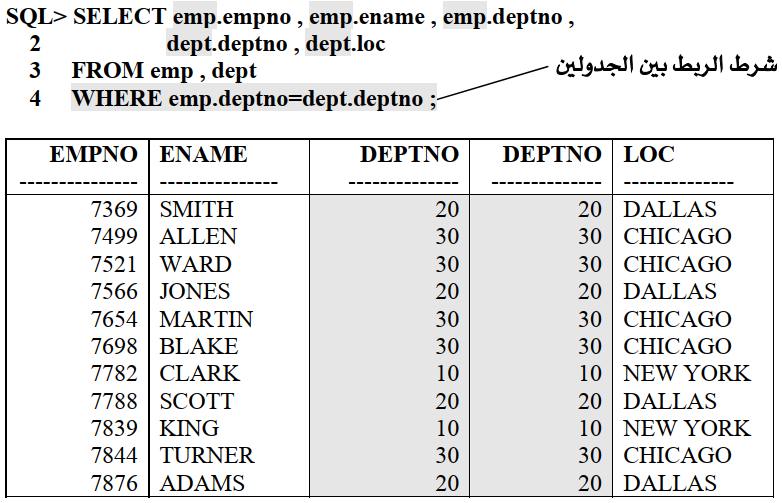 SQL> SELECT emp.empno , emp.ename , emp.deptno ,
2 dept.deptno , dept.loc
3 FROM emp , dept
شرط الربط بين الجدولين
4 WHERE emp.deptno=dept.deptno ;
EMPNO ENAME DEPTNO DEPTNO LOC
--------------- --------------- -------------- -------------- --------------
7369 SMITH 20 20 DALLAS
7499 ALLEN 30 30 CHICAGO
7521 WARD 30 30 CHICAGO
7566 JONES 20 20 DALLAS
7654 MARTIN 30 30 CHICAGO
7698 BLAKE 30 30 CHICAGO
7782 CLARK 10 10 NEW YORK
7788 SCOTT 20 20 DALLAS
7839 KING 10 10 NEW YORK
7844 TURNER 30 30 CHICAGO
7876 ADAMS 20 20 DALLAS